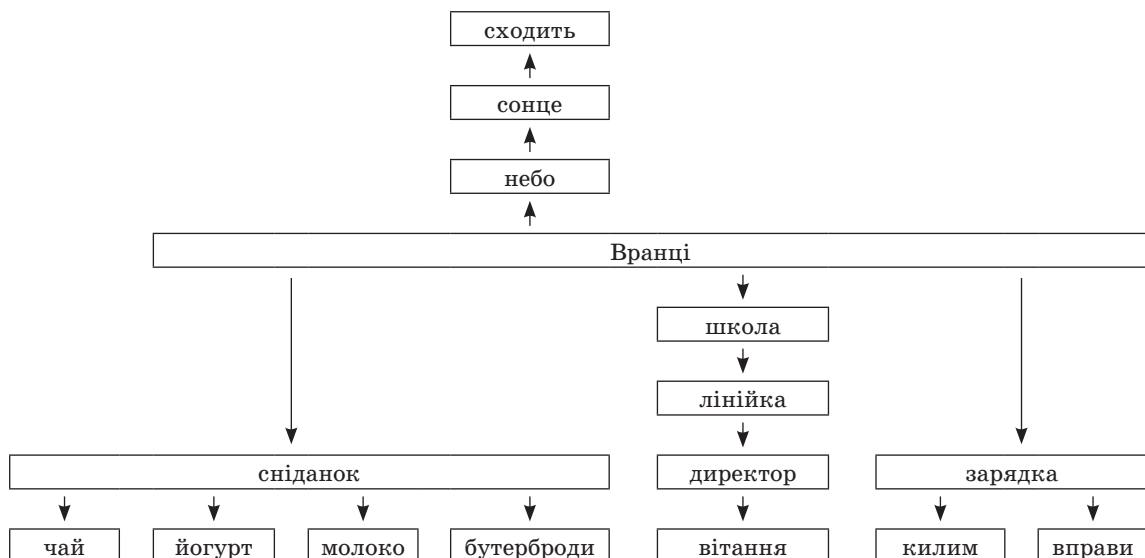 сходить
сонце
небо
Вранці
школа
лінійка
сніданок директор зарядка
чай йогурт молоко бутерброди вітання килим вправи